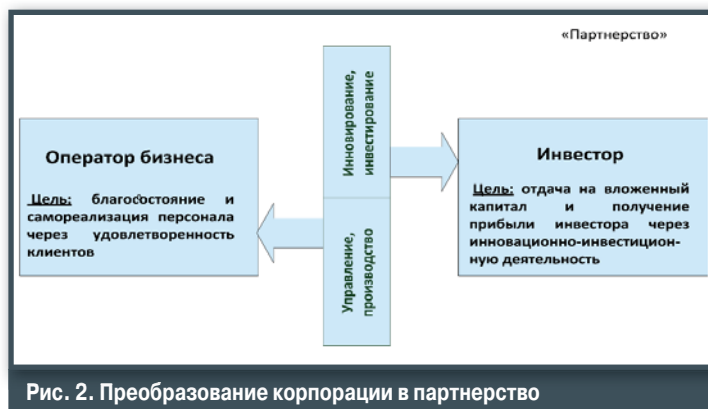 «Партнерство»
Оператор бизнеса
Цель: благосостояние и
самореализация персонала
через удовлетворенность
клиентов
Инновирование,
инвестирование
Управление,
производство
Инвестор
Цель: отдача на вложенный
капитал и получение
прибыли инвестора через
инновационно-инвестицион-
ную деятельность
Рис. 2. Преобразование корпорации в партнерство